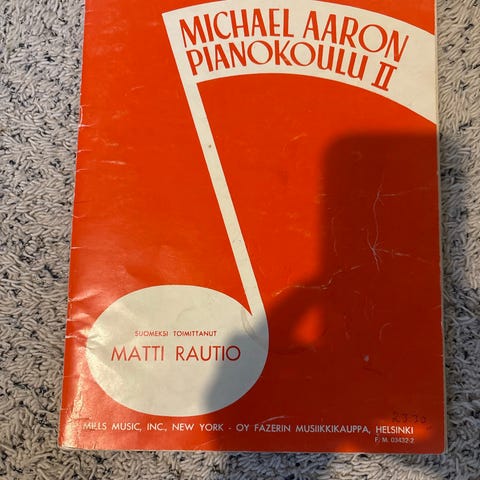 MICHAEL AARON
PIANOKOULU II
SUOMEKSI TOIMITTANUT
MATTI RAUTIO
MILLS MUSIC, INC., NEW YORK - OY FAZERIN MUSIIKKIKAUPPA, HELSINKI
F. M. 03432-2